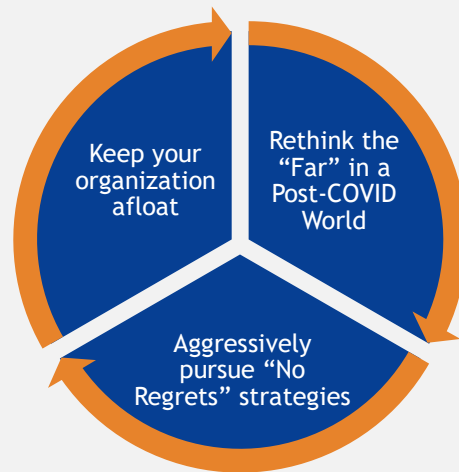 Keep your
organization
afloat
Rethink the
“Far” in a
Post-COVID
World
Aggressively
pursue “No
Regrets” strategies